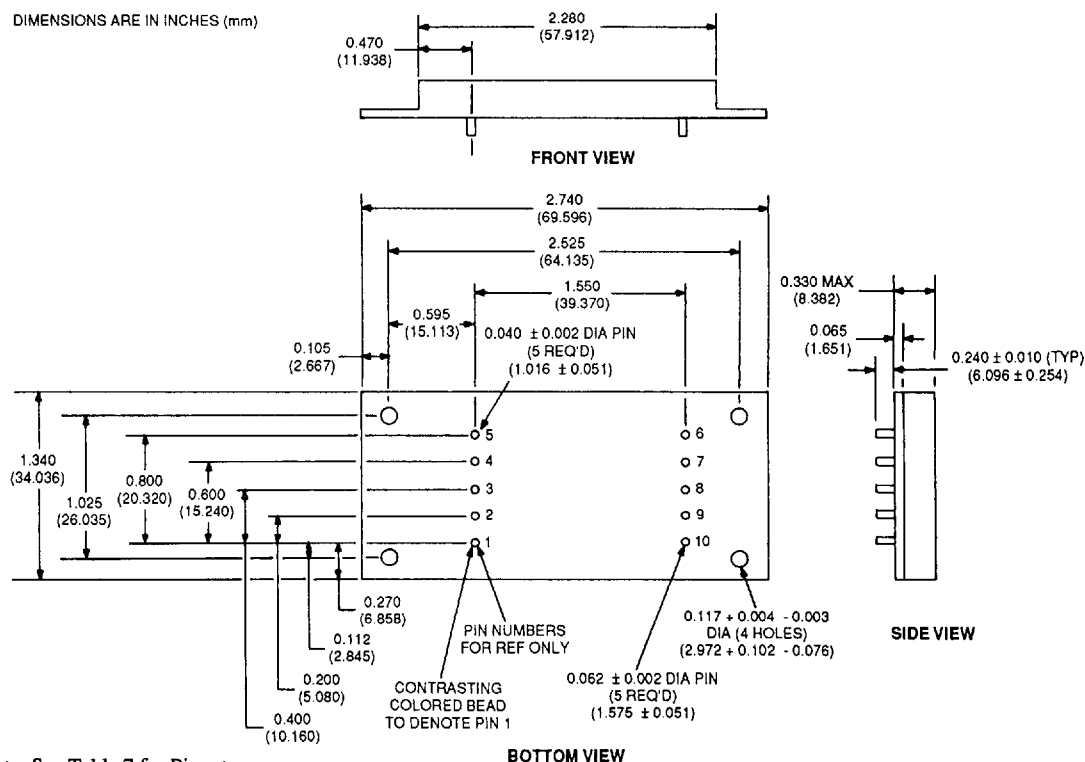 DIMENSIONS ARE IN INCHES (mm)
2.280
(57.912)
0.470
(11.938)
FRONT VIEW
2.740
(69.596)
2.525
(64.135)
1.550
(39.370)
0.330 MAX
(8.382)
0.595
(15.113)
0.040 ± 0.002 DIA PIN
(5 REQ'D)
(1.016 ± 0.051)
0.065
(1.651)
0.105
(2.667)
0.240 ± 0.010 (TYP)
(6.096 ± 0.254)
5
6
4
7
3
8
2
9
1
10
1.340
(34.036)
1.025
(26.035)
0.800
(20.320)
0.600
(15.240)
0.270
(6.858)
0.112
(2.845)
0.200
(5.080)
0.400
(10.160)
PIN NUMBERS
FOR REF ONLY
CONTRASTING
COLORED BEAD
TO DENOTE PIN 1
0.062 ± 0.002 DIA PIN
(5 REQ'D)
(1.575 ± 0.051)
0.117 + 0.004 - 0.003
DIA (4 HOLES)
(2.972 + 0.102 - 0.076)
SIDE VIEW
BOTTOM VIEW